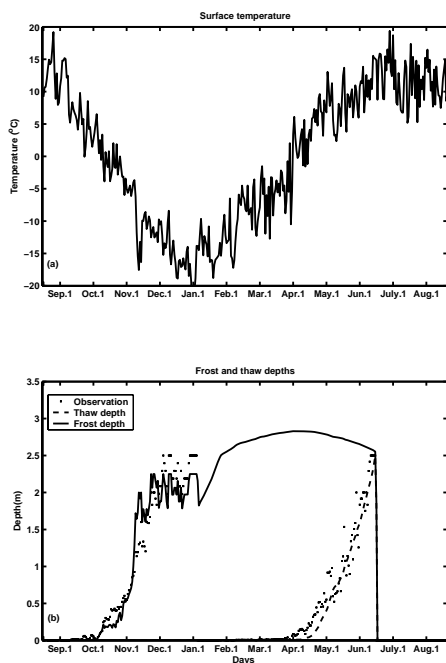 Surface temperature
20
15
10
5
0
−5
−10
−15
−20
Temperature (°C)
(a)
Sep.1 Oct.1 Nov.1 Dec.1 Jan.1 Feb.1 Mar.1 Apr.1 May.1 Jun.1 July.1 Aug.1
Frost and thaw depths
3.5
3
2.5
2
1.5
1
0.5
0
Depth(m)
Observation
Thaw depth
Frost depth
(b)
Sep.1 Oct.1 Nov.1 Dec.1 Jan.1 Feb.1 Mar.1 Apr.1 May.1 Jun.1 July.1 Aug.1
Days